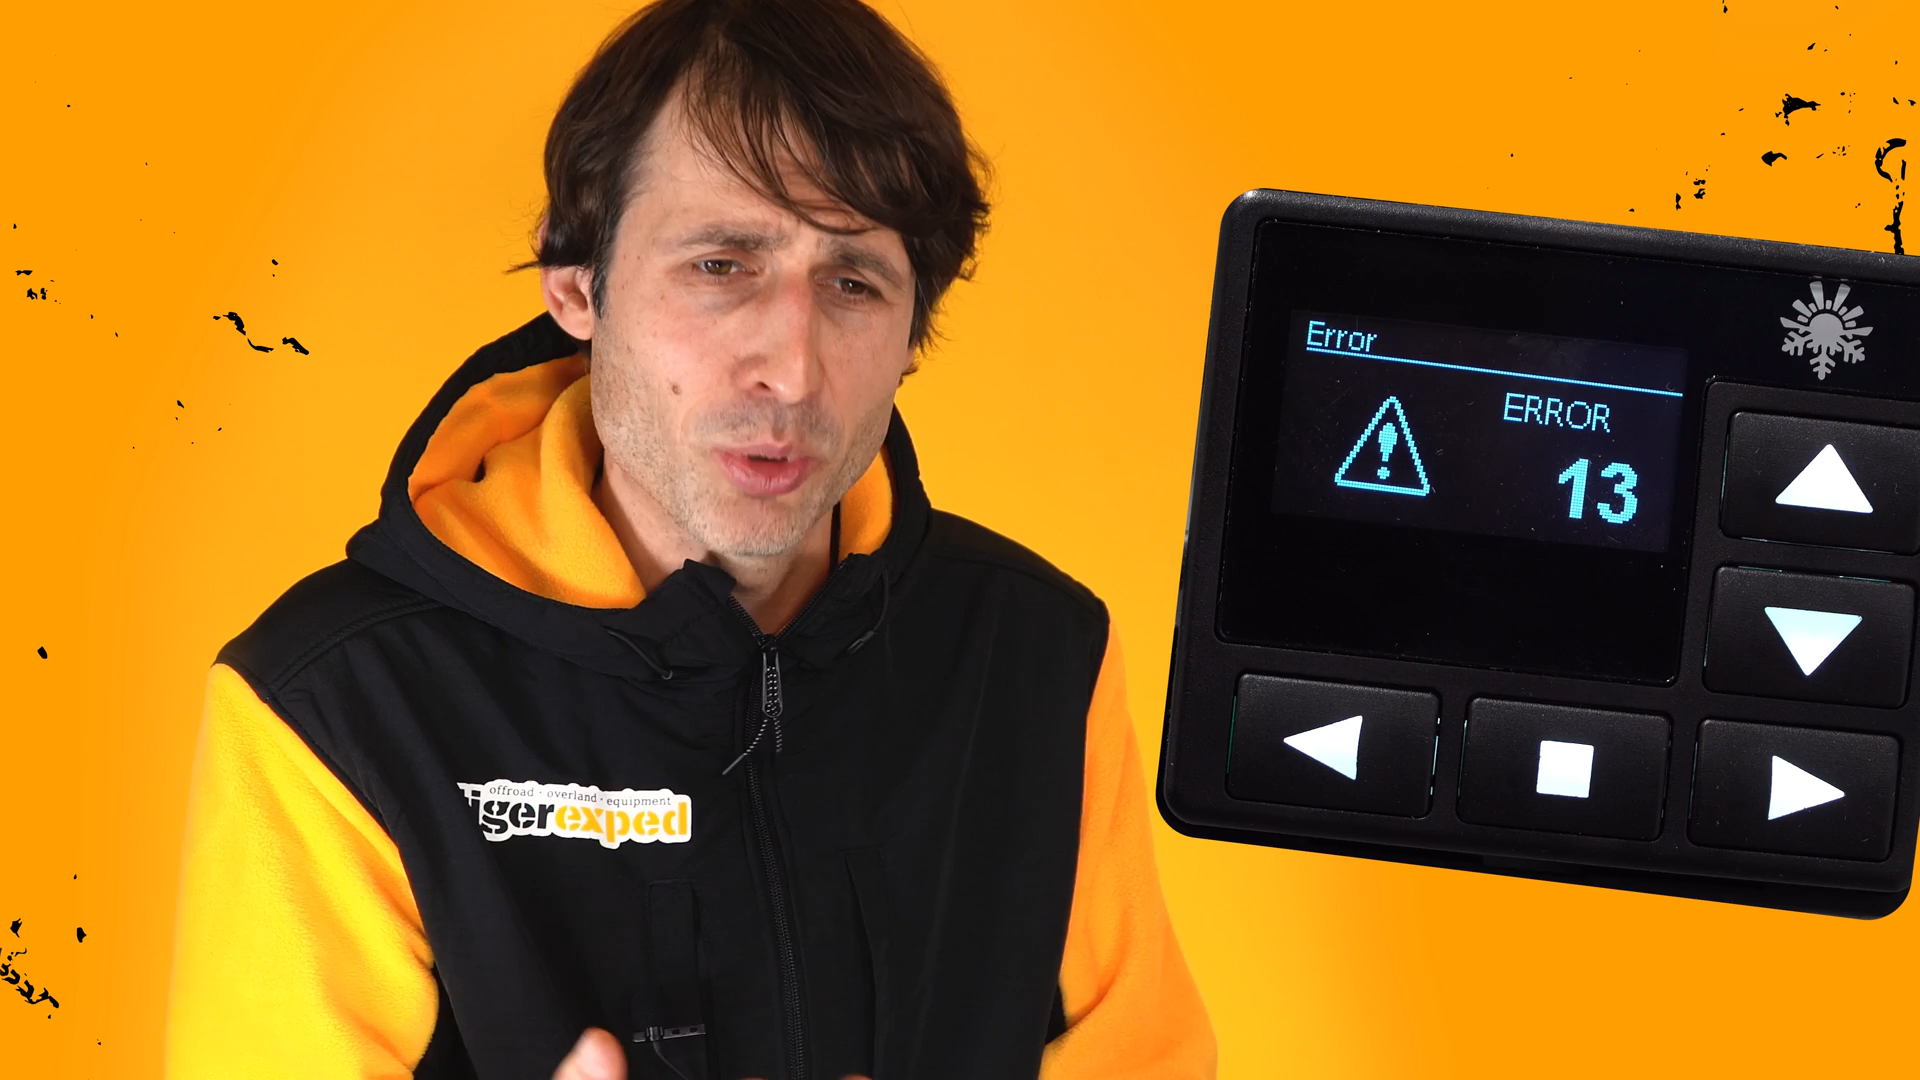 offroad · overland · equipment
tigerexped
Error
ERROR
13